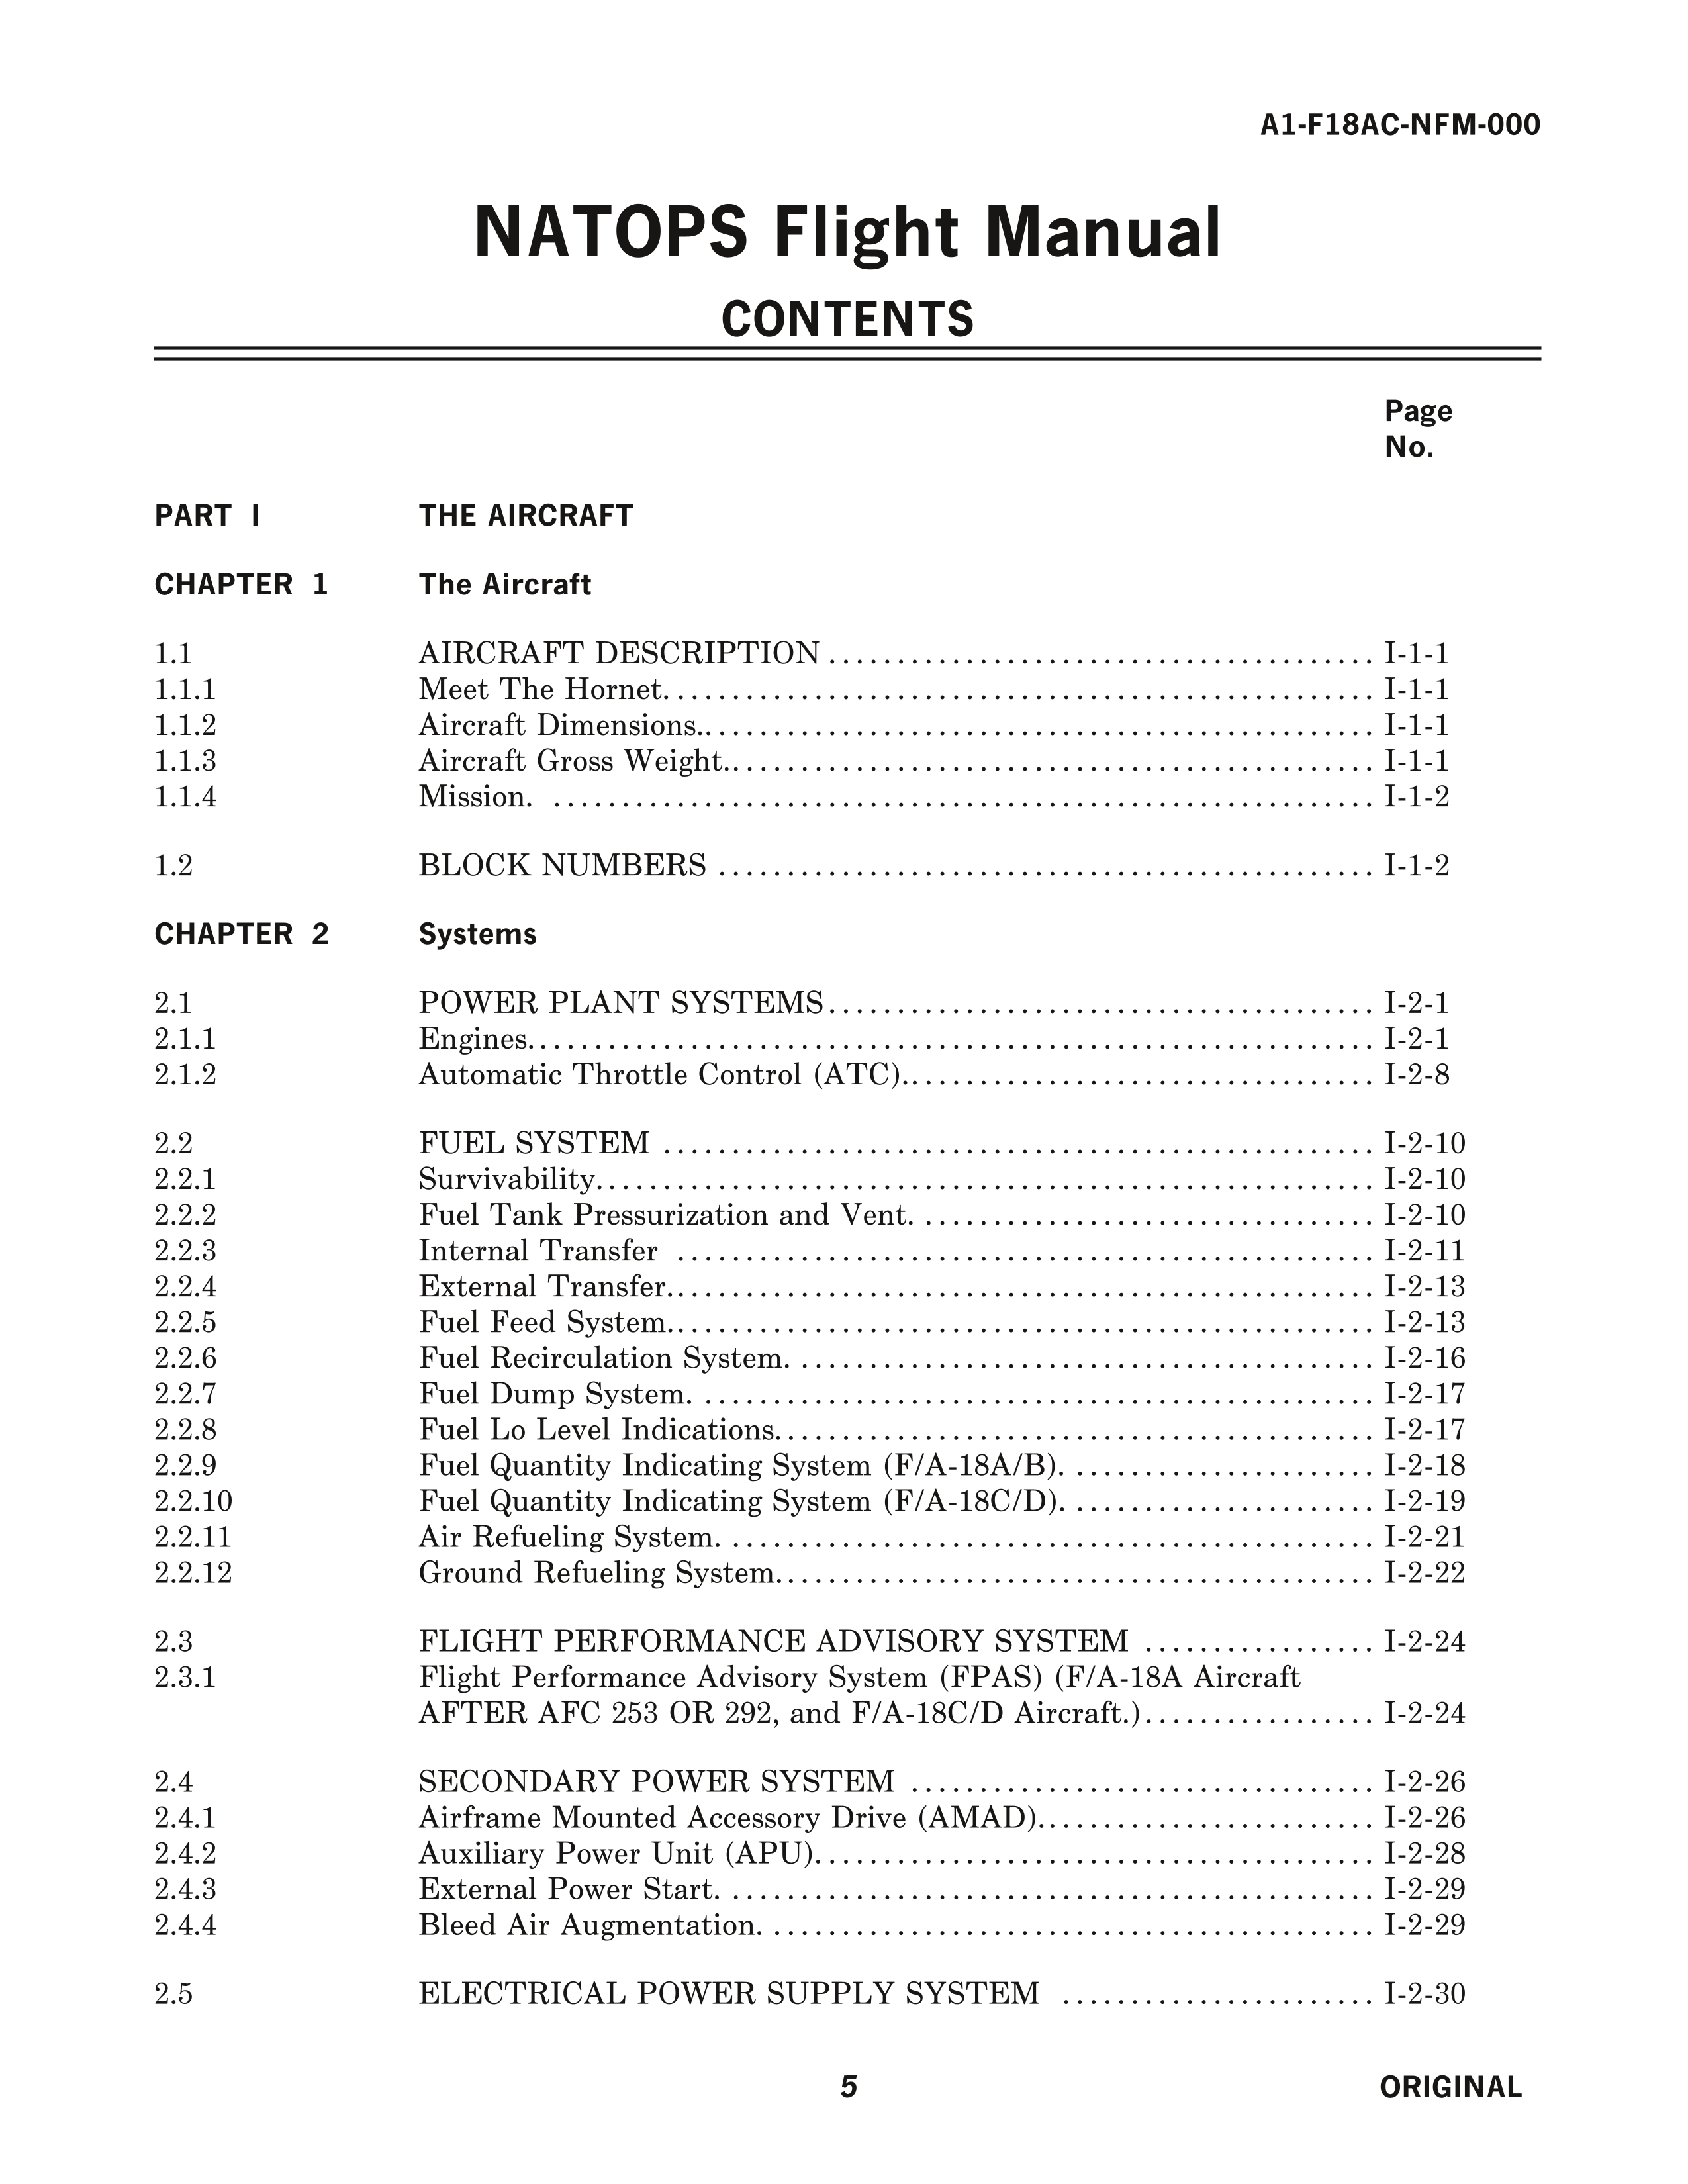 A1-F18AC-NFM-000
NATOPS Flight Manual
CONTENTS
Page
No.
PART I THE AIRCRAFT
CHAPTER 1 The Aircraft
1.1 AIRCRAFT DESCRIPTION ........................................ I-1-1
1.1.1 Meet The Hornet. ........................................ I-1-1
1.1.2 Aircraft Dimensions. ........................................ I-1-1
1.1.3 Aircraft Gross Weight. ........................................ I-1-1
1.1.4 Mission. ........................................ I-1-2
1.2 BLOCK NUMBERS ........................................ I-1-2
CHAPTER 2 Systems
2.1 POWER PLANT SYSTEMS ........................................ I-2-1
2.1.1 Engines. ........................................ I-2-1
2.1.2 Automatic Throttle Control (ATC). ........................................ I-2-8
2.2 FUEL SYSTEM ........................................ I-2-10
2.2.1 Survivability. ........................................ I-2-10
2.2.2 Fuel Tank Pressurization and Vent. ........................................ I-2-10
2.2.3 Internal Transfer ........................................ I-2-11
2.2.4 External Transfer. ........................................ I-2-13
2.2.5 Fuel Feed System. ........................................ I-2-13
2.2.6 Fuel Recirculation System. ........................................ I-2-16
2.2.7 Fuel Dump System. ........................................ I-2-17
2.2.8 Fuel Lo Level Indications. ........................................ I-2-17
2.2.9 Fuel Quantity Indicating System (F/A-18A/B). ...................... I-2-18
2.2.10 Fuel Quantity Indicating System (F/A-18C/D). ...................... I-2-19
2.2.11 Air Refueling System. ........................................ I-2-21
2.2.12 Ground Refueling System. ........................................ I-2-22
2.3 FLIGHT PERFORMANCE ADVISORY SYSTEM ................. I-2-24
2.3.1 Flight Performance Advisory System (FPAS) (F/A-18A Aircraft
AFTER AFC 253 OR 292, and F/A-18C/D Aircraft.) ................. I-2-24
2.4 SECONDARY POWER SYSTEM .................................. I-2-26
2.4.1 Airframe Mounted Accessory Drive (AMAD). ........................ I-2-26
2.4.2 Auxiliary Power Unit (APU). ........................................ I-2-28
2.4.3 External Power Start. ........................................ I-2-29
2.4.4 Bleed Air Augmentation. ........................................ I-2-29
2.5 ELECTRICAL POWER SUPPLY SYSTEM ....................... I-2-30
5 ORIGINAL